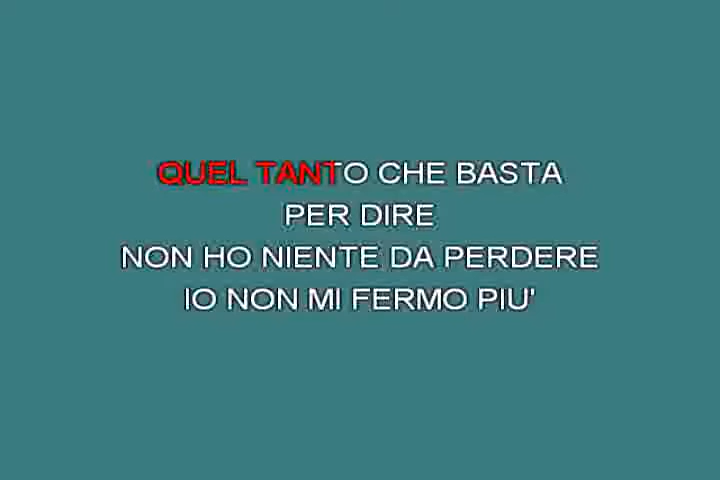 QUEL TANTO CHE BASTA
PER DIRE
NON HO NIENTE DA PERDERE
IO NON MI FERMO PIU'